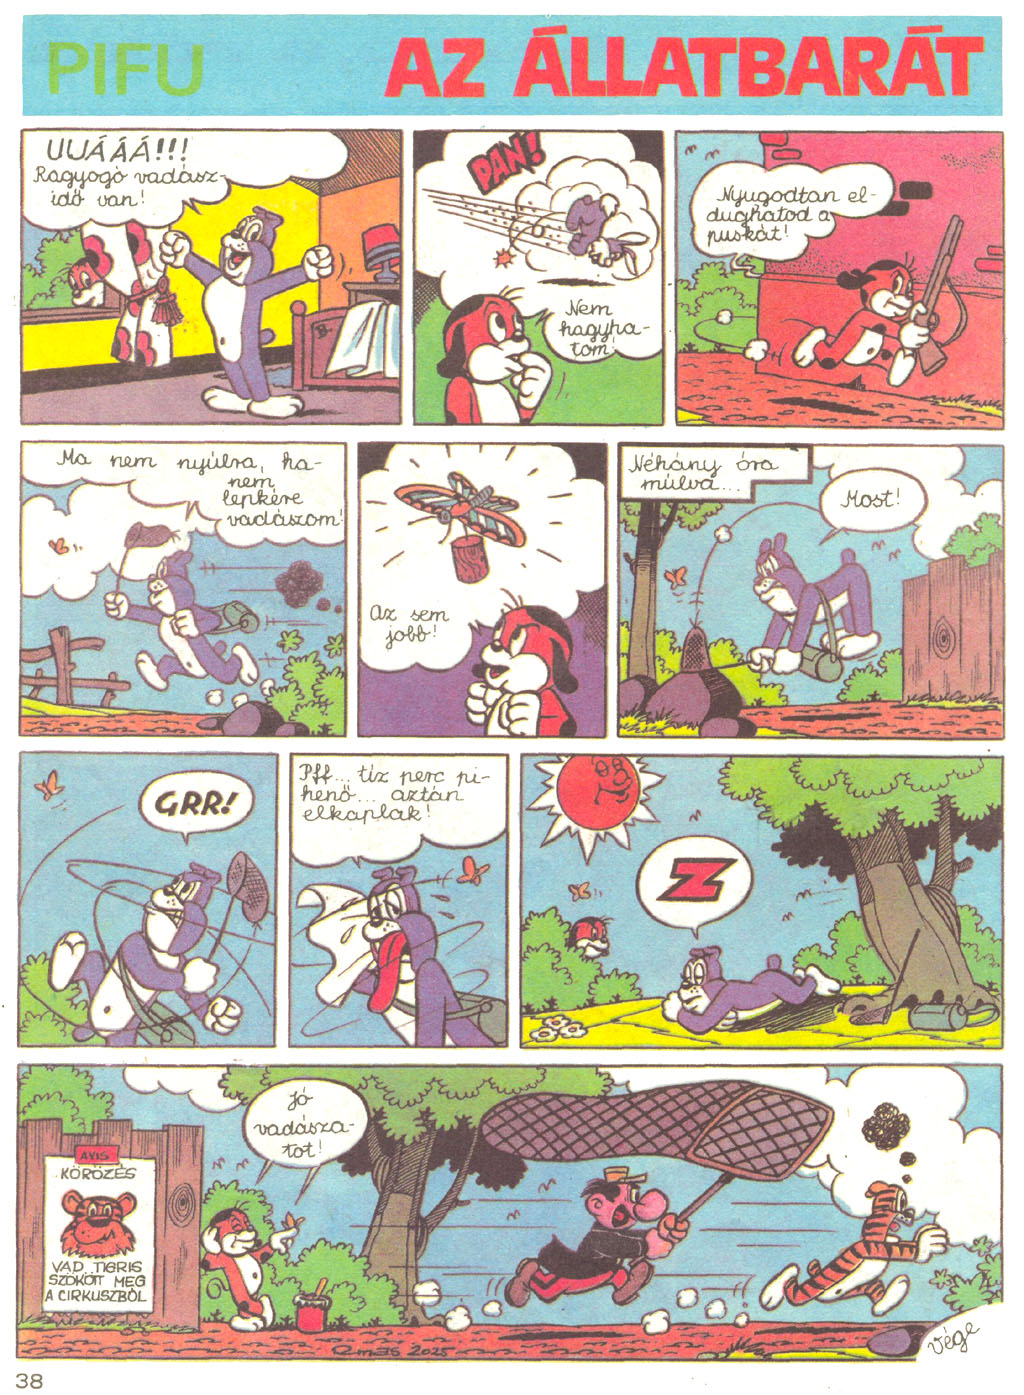 PIFU
AZ ÁLLATBARÁT
UUÁÁÁ!!!
Ragyogó vadász-
idő van!
B
PAN!
Nem
hagyha-
tom!
Nyugodtan el-
dughatod a
puskát!
Ma nem nyúlra, ha-
nem
lepkére
vadászom!
Az sem
jobb!
Néhány óra
múlva...
Most!
GRR!
Pff... tíz perc pi-
henő... aztán
elkaplak!
Z
Jó
vadásza-
tot!
AVIS
KÖRÖZÉS
VAD TIGRIS
SZÖKÖTT MEG
A CIRKUSZBÓL
2025
Vége
38